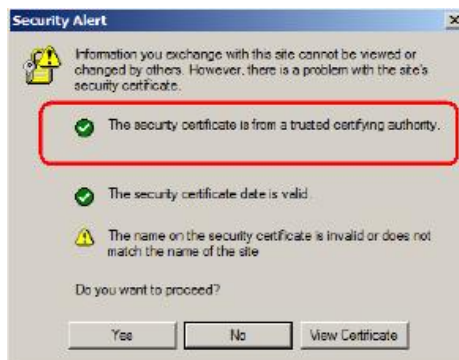 Security Alert
Information you exchange with this site cannot be viewed or
changed by others. However, there is a problem with the site's
security certificate.
The security certificate is from a trusted certifying authority.
The security certificate date is valid.
The name on the security certificate is invalid or does not
match the name of the site
Do you want to proceed?
Yes
No
View Certificate